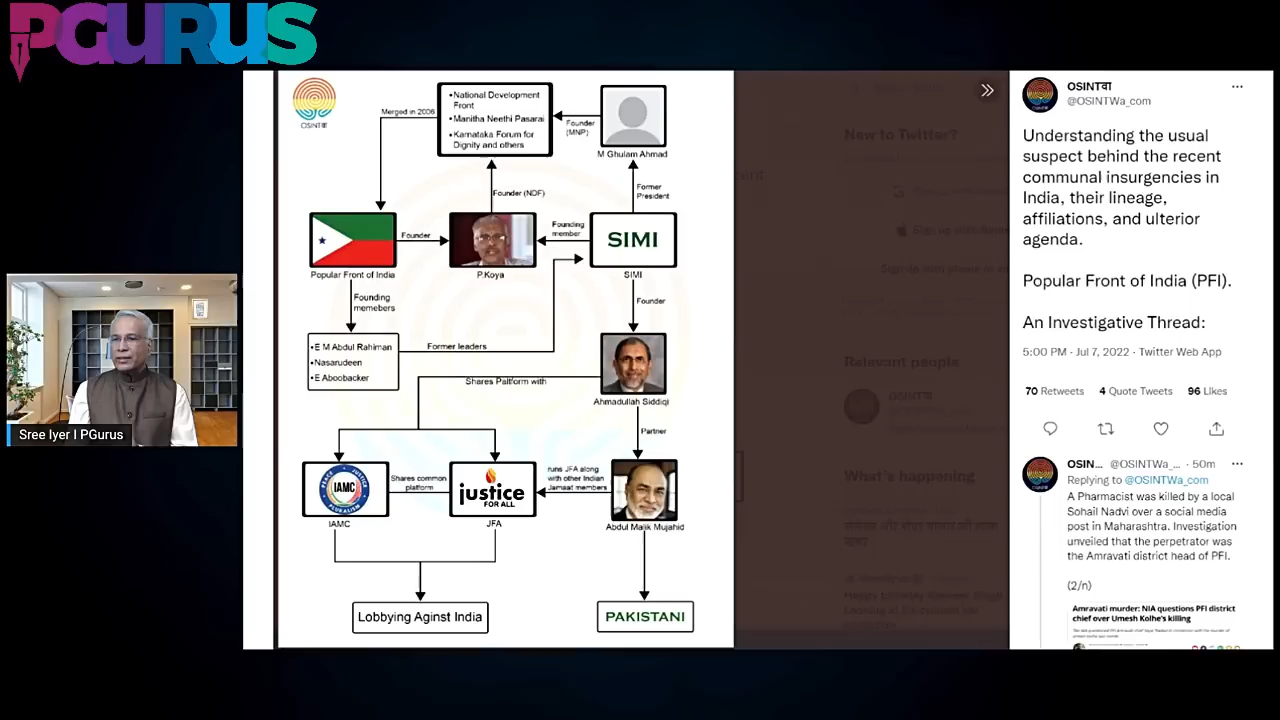 PGURUS
OSINTवा
•National Development
Front
•Manitha Neethi Pasarai
•Karnataka Forum for
Dignity and others
Merged in 2006
Founder
(MNP)
M Ghulam Ahmad
Founder (NDF)
Former
President
Founder
Founding
member
SIMI
Popular Front of India
P.Koya
SIMI
Founding
memebers
Founder
•E M Abdul Rahiman
•Nasarudeen
•E Aboobacker
Former leaders
Shares Paltform with
Ahmadullah Siddiqi
Partner
PEACE JUSTICE
IAMC
PLURALISM
Shares common
platform
justice
FOR ALL
runs JFA along
with other Indian
Jamaat members
IAMC
JFA
Abdul Malik Mujahid
Lobbying Aginst India
PAKISTANI
Sree Iyer I PGurus
New to Twitter?
Relevant people
What's happening
OSINTवा
@OSINTWa_com
Understanding the usual
suspect behind the recent
communal insurgencies in
India, their lineage,
affiliations, and ulterior
agenda.
Popular Front of India (PFI).
An Investigative Thread:
5:00 PM · Jul 7, 2022 · Twitter Web App
70 Retweets 4 Quote Tweets 96 Likes
OSIN... @OSINTWa_... · 50m
Replying to @OSINTWa_com
A Pharmacist was killed by a local
Sohail Nadvi over a social media
post in Maharashtra. Investigation
unveiled that the perpetrator was
the Amravati district head of PFI.
(2/n)
Amravati murder: NIA questions PFI district
chief over Umesh Kolhe's killing